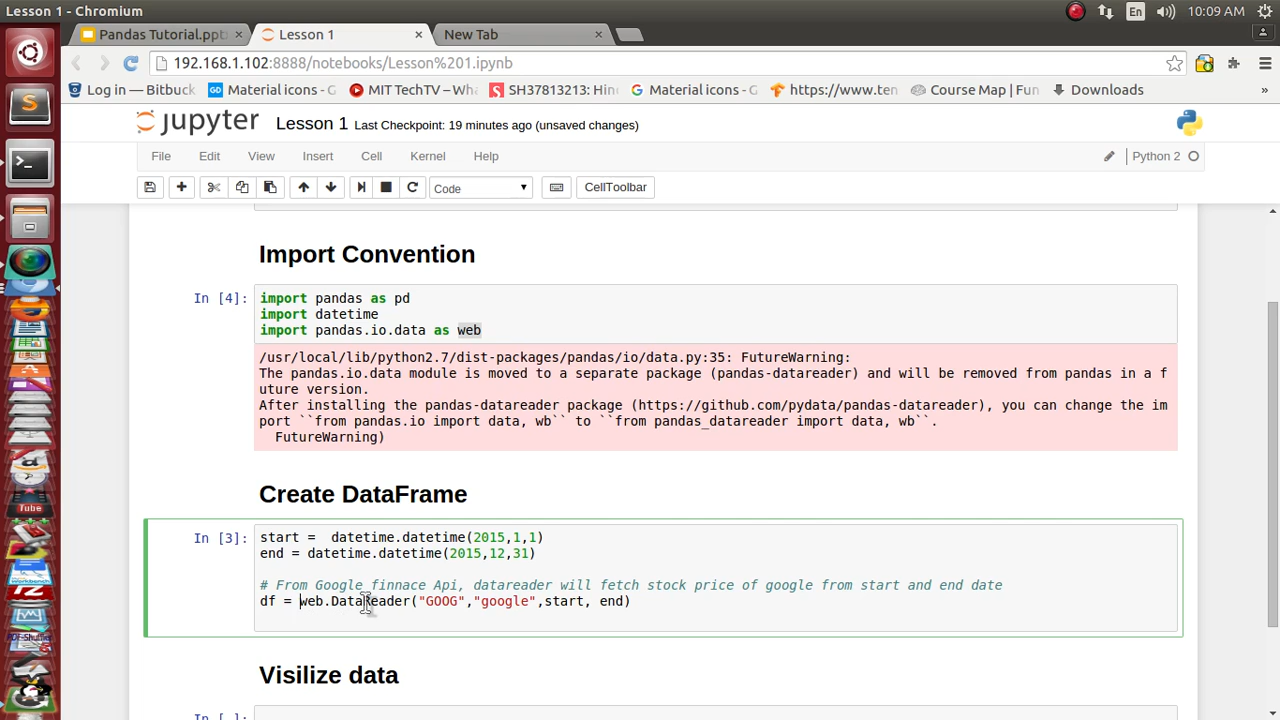 Lesson 1 - Chromium
En
10:09 AM
Pandas Tutorial.ppt
Lesson 1
New Tab
192.168.1.102:8888/notebooks/Lesson%201.ipynb
Log in — Bitbuck
Material icons - G
MIT TechTV – Wha
SH37813213: Hin
Material icons - G
https://www.ten
Course Map | Fun
Downloads
»
jupyter
Lesson 1 Last Checkpoint: 19 minutes ago (unsaved changes)
File Edit View Insert Cell Kernel Help
Python 2
Code
CellToolbar
Import Convention
In [4]:
import pandas as pd
import datetime
import pandas.io.data as web
/usr/local/lib/python2.7/dist-packages/pandas/io/data.py:35: FutureWarning:
The pandas.io.data module is moved to a separate package (pandas-datareader) and will be removed from pandas in a f
uture version.
After installing the pandas-datareader package (https://github.com/pydata/pandas-datareader), you can change the im
port ``from pandas.io import data, wb`` to ``from pandas_datareader import data, wb``.
FutureWarning)
Create DataFrame
In [3]:
start =  datetime.datetime(2015,1,1)
end = datetime.datetime(2015,12,31)
# From Google finnace Api, datareader will fetch stock price of google from start and end date
df = web.DataReader("GOOG","google",start, end)
Visilize data
In [ ]: